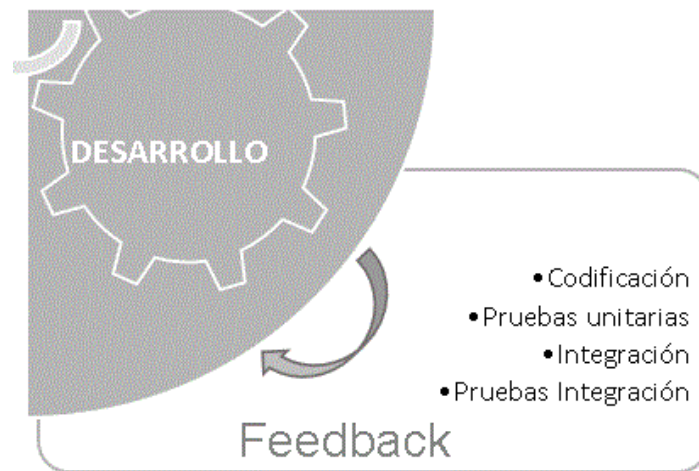 DESARROLLO
•Codificación
•Pruebas unitarias
•Integración
•Pruebas Integración
Feedback